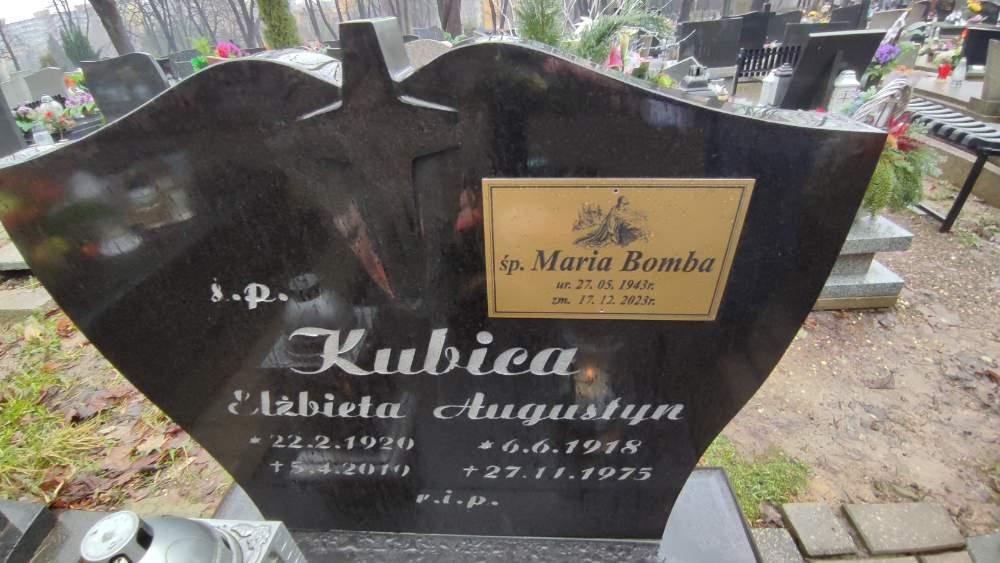 śp. Maria Bomba
ur. 27. 05. 1943r.
zm. 17. 12. 2023r.
ś.p.
Kubica
Elżbieta Augustyn
* 22.2.1920 * 6.6.1918
+ 5.4.2010 + 27.11.1975
r.i.p.